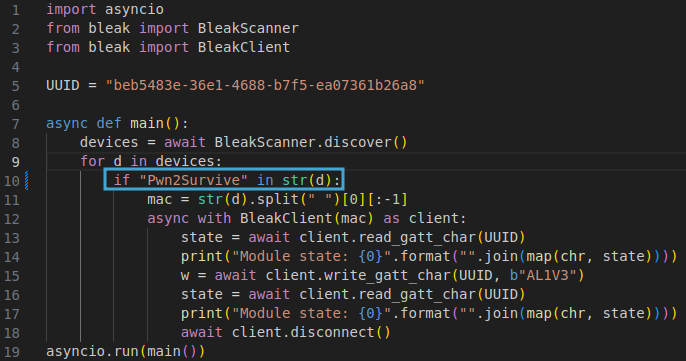 1 import asyncio
2 from bleak import BleakScanner
3 from bleak import BleakClient
4
5 UUID = "beb5483e-36e1-4688-b7f5-ea07361b26a8"
6
7 async def main():
8     devices = await BleakScanner.discover()
9     for d in devices:
10         if "Pwn2Survive" in str(d):
11             mac = str(d).split(" ")[0][:-1]
12             async with BleakClient(mac) as client:
13                 state = await client.read_gatt_char(UUID)
14                 print("Module state: {0}".format("".join(map(chr, state))))
15                 w = await client.write_gatt_char(UUID, b"AL1V3")
16                 state = await client.read_gatt_char(UUID)
17                 print("Module state: {0}".format("".join(map(chr, state))))
18                 await client.disconnect()
19 asyncio.run(main())